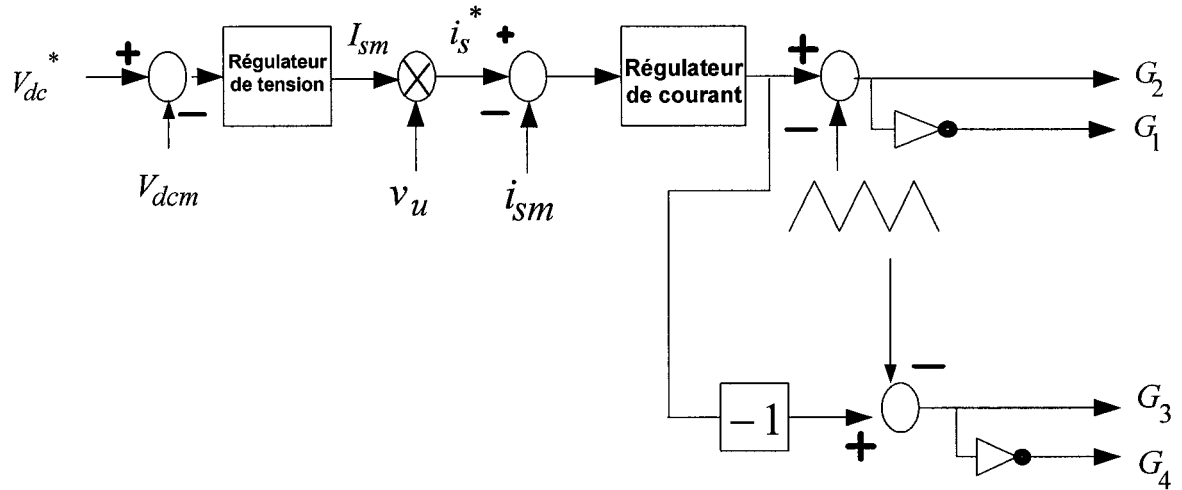 V_dc^*
+
−
V_dcm
Régulateur
de tension
I_sm
v_u
i_s^*
+
−
i_sm
Régulateur
de courant
+
−
G_2
G_1
− 1
+
−
G_3
G_4